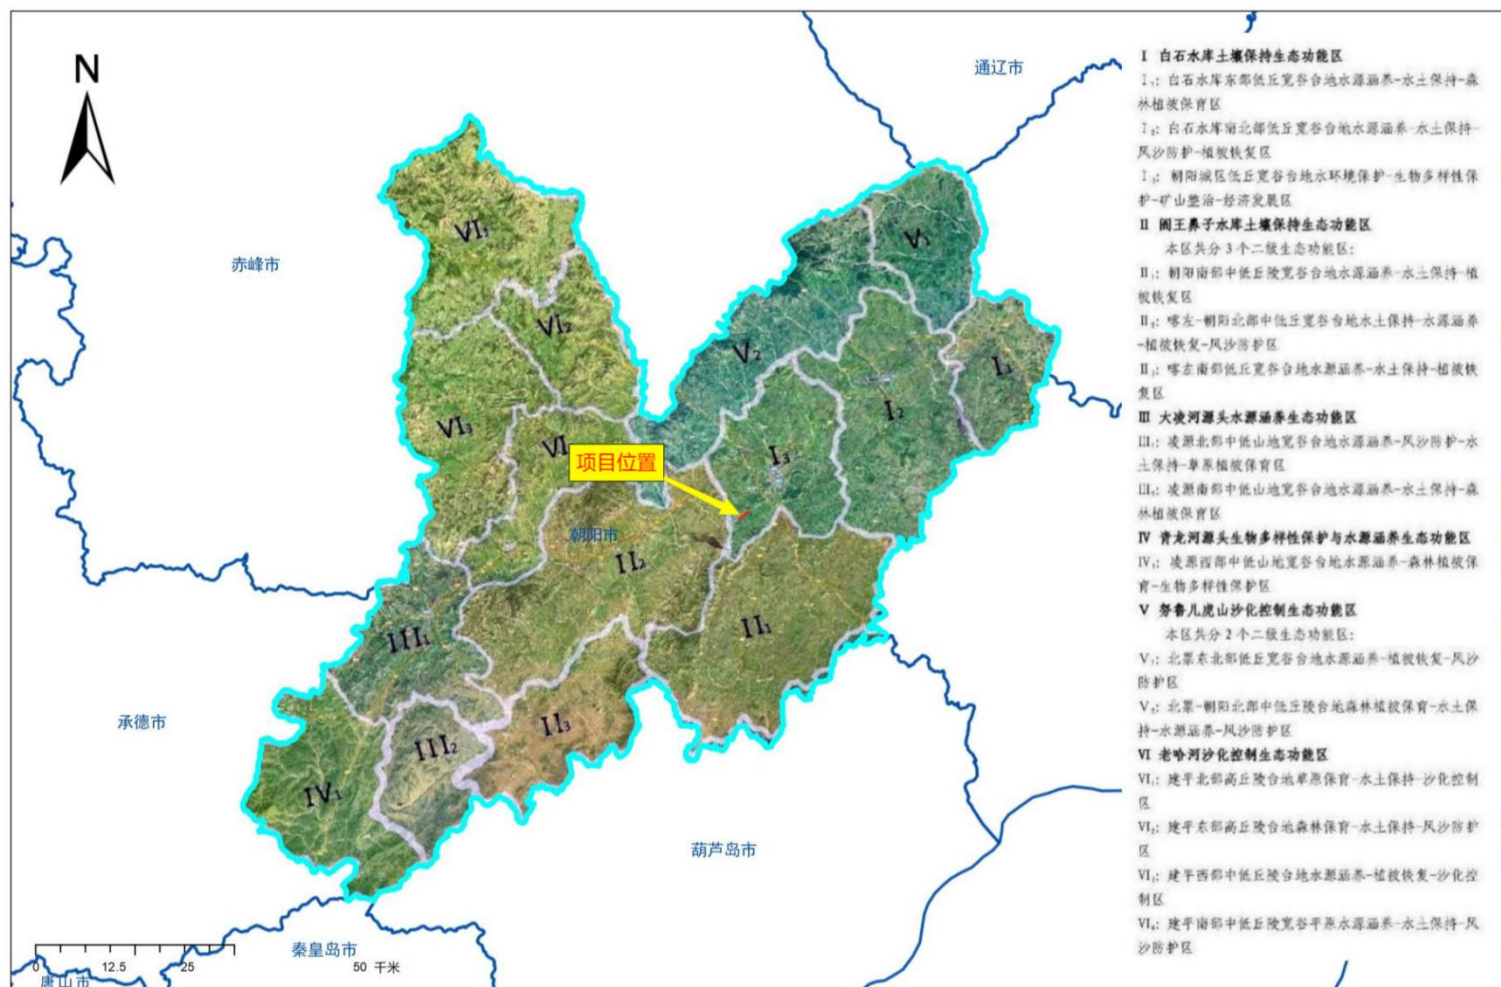 N
通辽市
赤峰市
承德市
葫芦岛市
秦皇岛市
唐山市
朝阳市
项目位置
VI₁
VI₂
VI₃
VI
V₁
V₂
I₁
I₂
I₃
II₁
II₂
II₃
III₁
III₂
IV₁
0 12.5 25 50 千米
I 白石水库土壤保持生态功能区
I₁: 白石水库东部低丘宽谷台地水源涵养-水土保持-森
林植被保育区
I₂: 白石水库南北部低丘宽谷台地水源涵养-水土保持-
风沙防护-植被恢复区
I₃: 朝阳城区低丘宽谷台地水环境保护-生物多样性保
护-矿山整治-经济发展区
II 阎王鼻子水库土壤保持生态功能区
本区共分 3 个二级生态功能区:
II₁: 朝阳南部中低丘陵宽谷台地水源涵养-水土保持-植
被恢复区
II₂: 喀左-朝阳北部中低丘宽谷台地水土保持-水源涵养
-植被恢复-风沙防护区
II₃: 喀左南部低丘宽谷台地水源涵养-水土保持-植被恢
复区
III 大凌河源头水源涵养生态功能区
III₁: 凌源北部中低山地宽谷台地水源涵养-风沙防护-水
土保持-草原植被保育区
III₂: 凌源南部中低山地宽谷台地水源涵养-水土保持-森
林植被保育区
IV 青龙河源头生物多样性保护与水源涵养生态功能区
IV₁: 凌源西部中低山地宽谷台地水源涵养-森林植被保
育-生物多样性保护区
V 努鲁儿虎山沙化控制生态功能区
本区共分 2 个二级生态功能区:
V₁: 北票东北部低丘宽谷台地水源涵养-植被恢复-风沙
防护区
V₂: 北票-朝阳北部中低丘陵台地森林植被保育-水土保
持-水源涵养-风沙防护区
VI 老哈河沙化控制生态功能区
VI₁: 建平北部高丘陵台地草原保育-水土保持-沙化控制
区
VI₂: 建平东部高丘陵台地森林保育-水土保持-风沙防护
区
VI₃: 建平西部中低丘陵台地水源涵养-植被恢复-沙化控
制区
VI₄: 建平南部中低丘陵宽谷平原水源涵养-水土保持-风
沙防护区